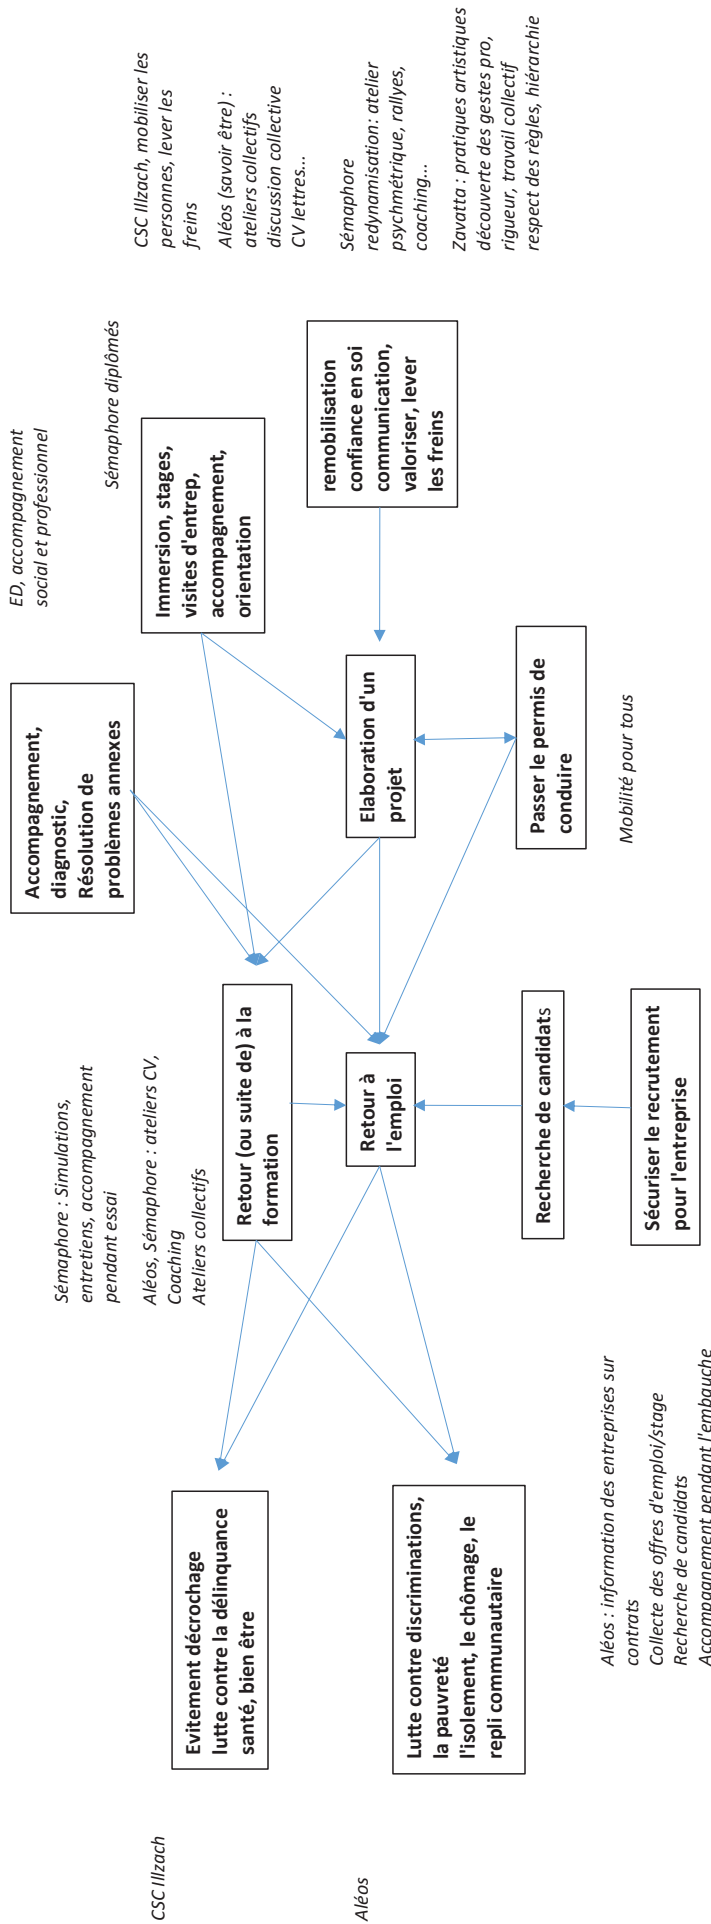 CSC Illzach
Aléos
Evitement décrochage
lutte contre la délinquance
santé, bien être
Lutte contre discriminations,
la pauvreté
l'isolement, le chômage, le
repli communautaire
Aléos : information des entreprises sur
contrats
Collecte des offres d'emploi/stage
Recherche de candidats
Accompagnement pendant l'embauche
Sémaphore : Simulations,
entretiens, accompagnement
pendant essai
Aléos, Sémaphore : ateliers CV,
Coaching
Ateliers collectifs
Retour (ou suite de) à la
formation
Retour à
l'emploi
Recherche de candidats
Sécuriser le recrutement
pour l'entreprise
Accompagnement,
diagnostic,
Résolution de
problèmes annexes
Elaboration d'un
projet
Passer le permis de
conduire
Mobilité pour tous
ED, accompagnement
social et professionnel
Sémaphore diplômés
Immersion, stages,
visites d'entrep,
accompagnement,
orientation
remobilisation
confiance en soi
communication,
valoriser, lever
les freins
CSC Illzach, mobiliser les
personnes, lever les
freins
Aléos (savoir être) :
ateliers collectifs
discussion collective
CV lettres...
Sémaphore
redynamisation: atelier
psychmétrique, rallyes,
coaching...
Zavatta : pratiques artistiques
découverte des gestes pro,
rigueur, travail collectif
respect des règles, hiérarchie